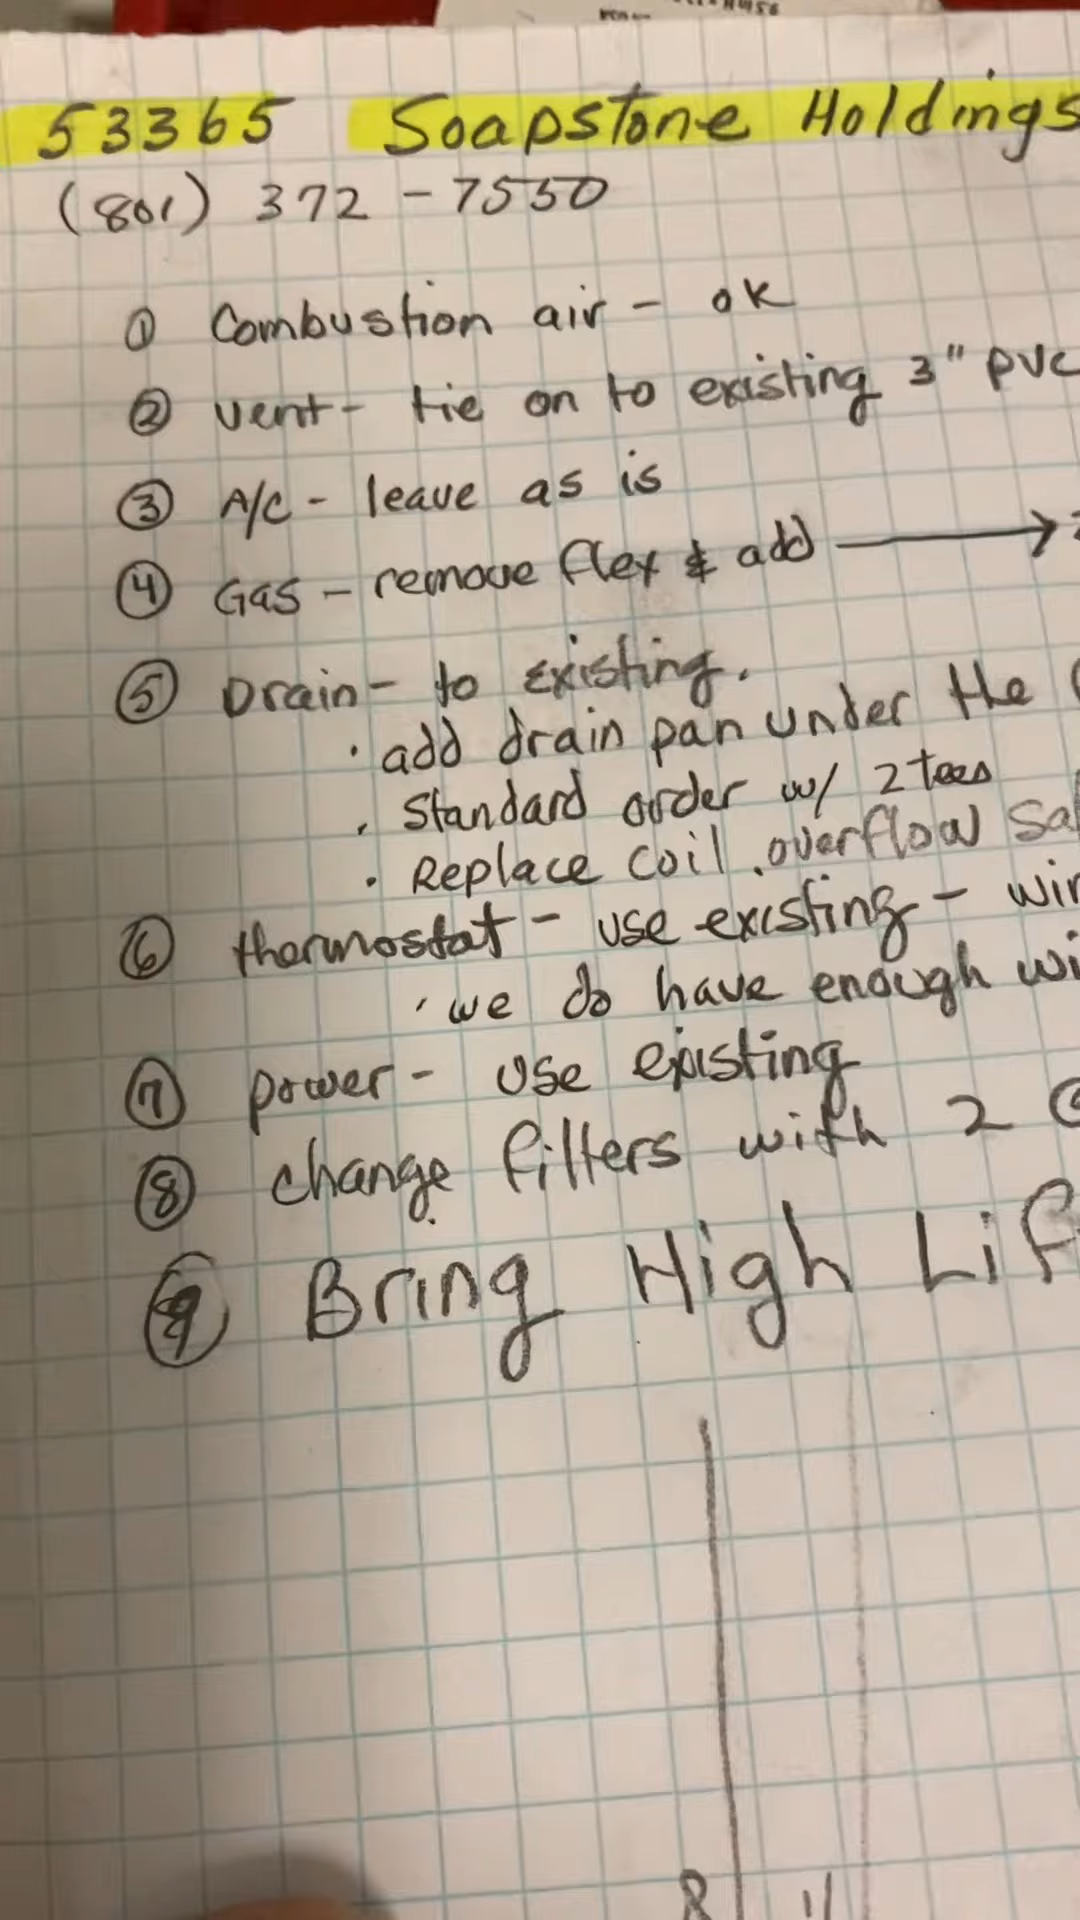 53365 Soapstone Holdings
(801) 372-7550
① Combustion air - ok
② vent - tie on to existing 3" pvc
③ A/C - leave as is
④ Gas - remove flex & add →
⑤ Drain - to existing.
· add drain pan under the
· Standard order w/ 2 tees
· Replace coil overflow
⑥ thermostat - use existing -
· we do have enough
⑦ power - use existing
⑧ change filters with 2
⑨ Bring High